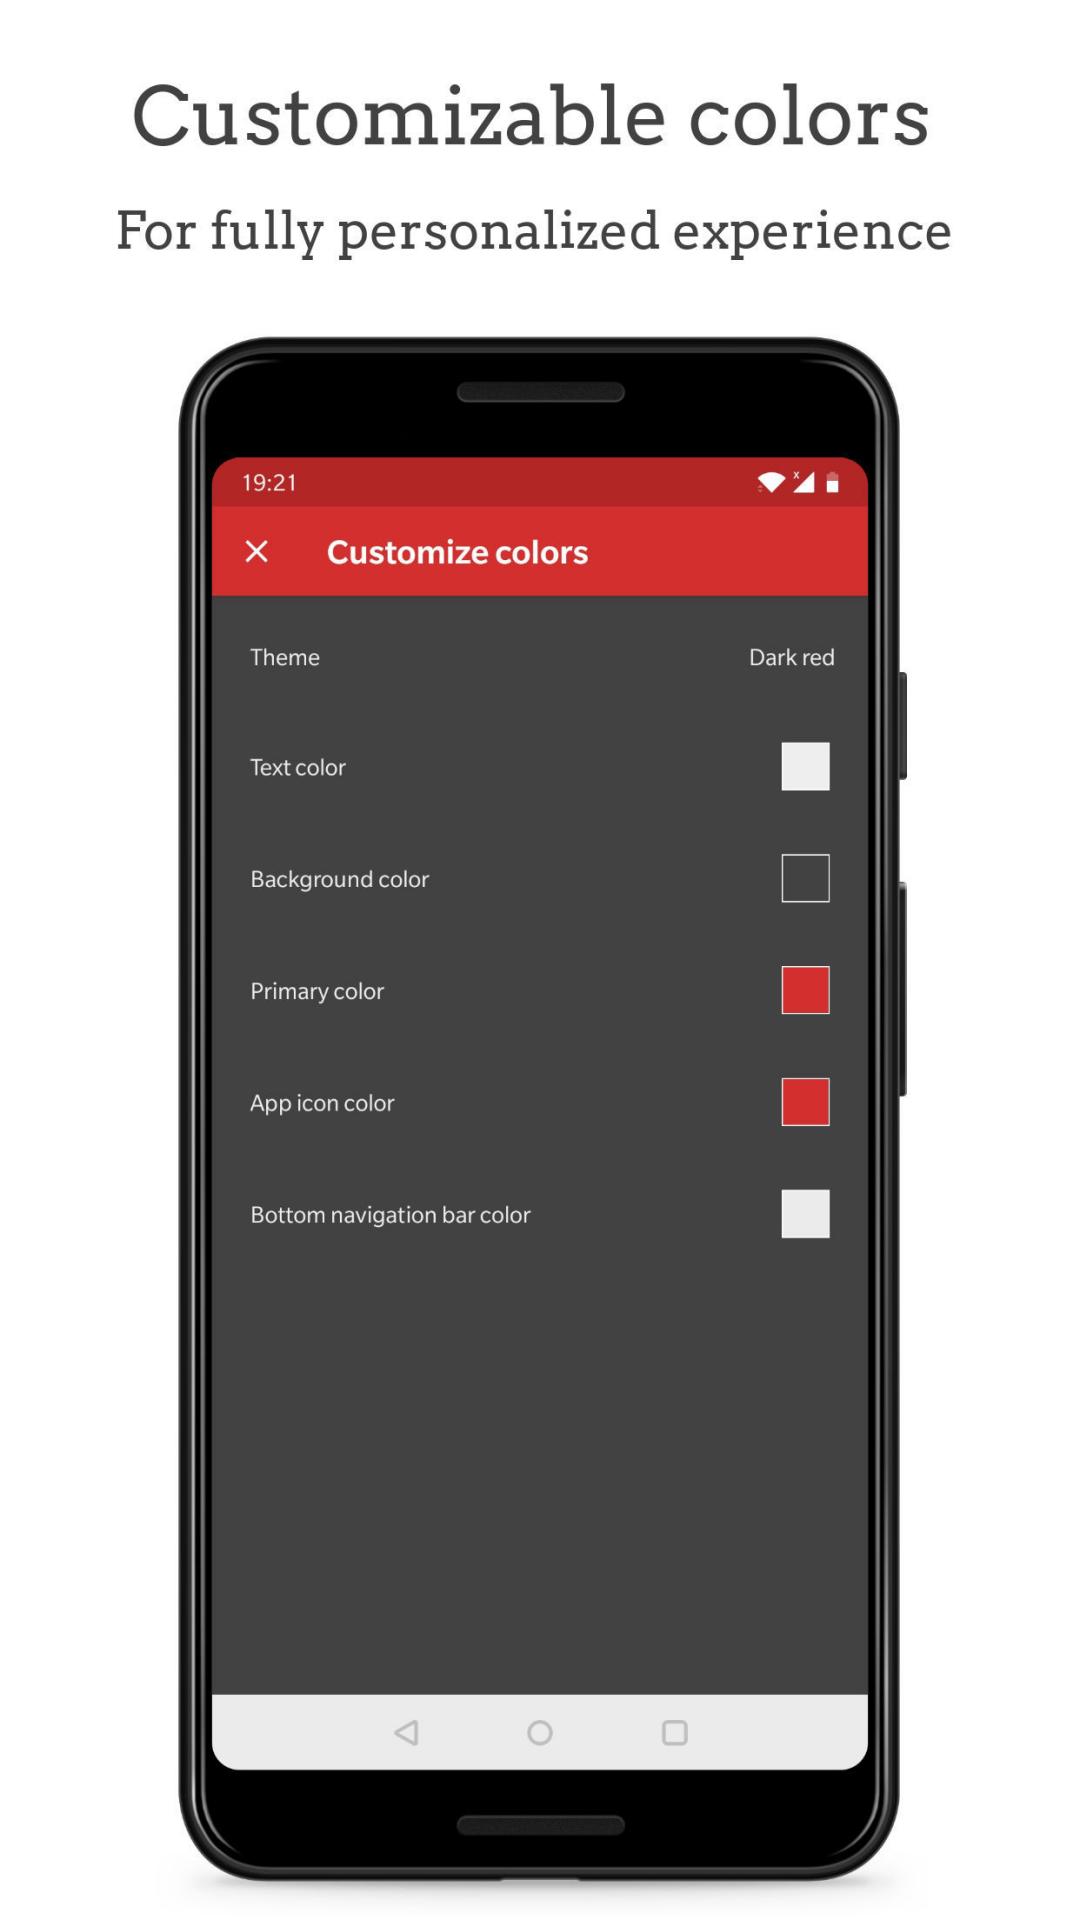 Customizable colors
For fully personalized experience
19:21
Customize colors
Theme Dark red
Text color
Background color
Primary color
App icon color
Bottom navigation bar color